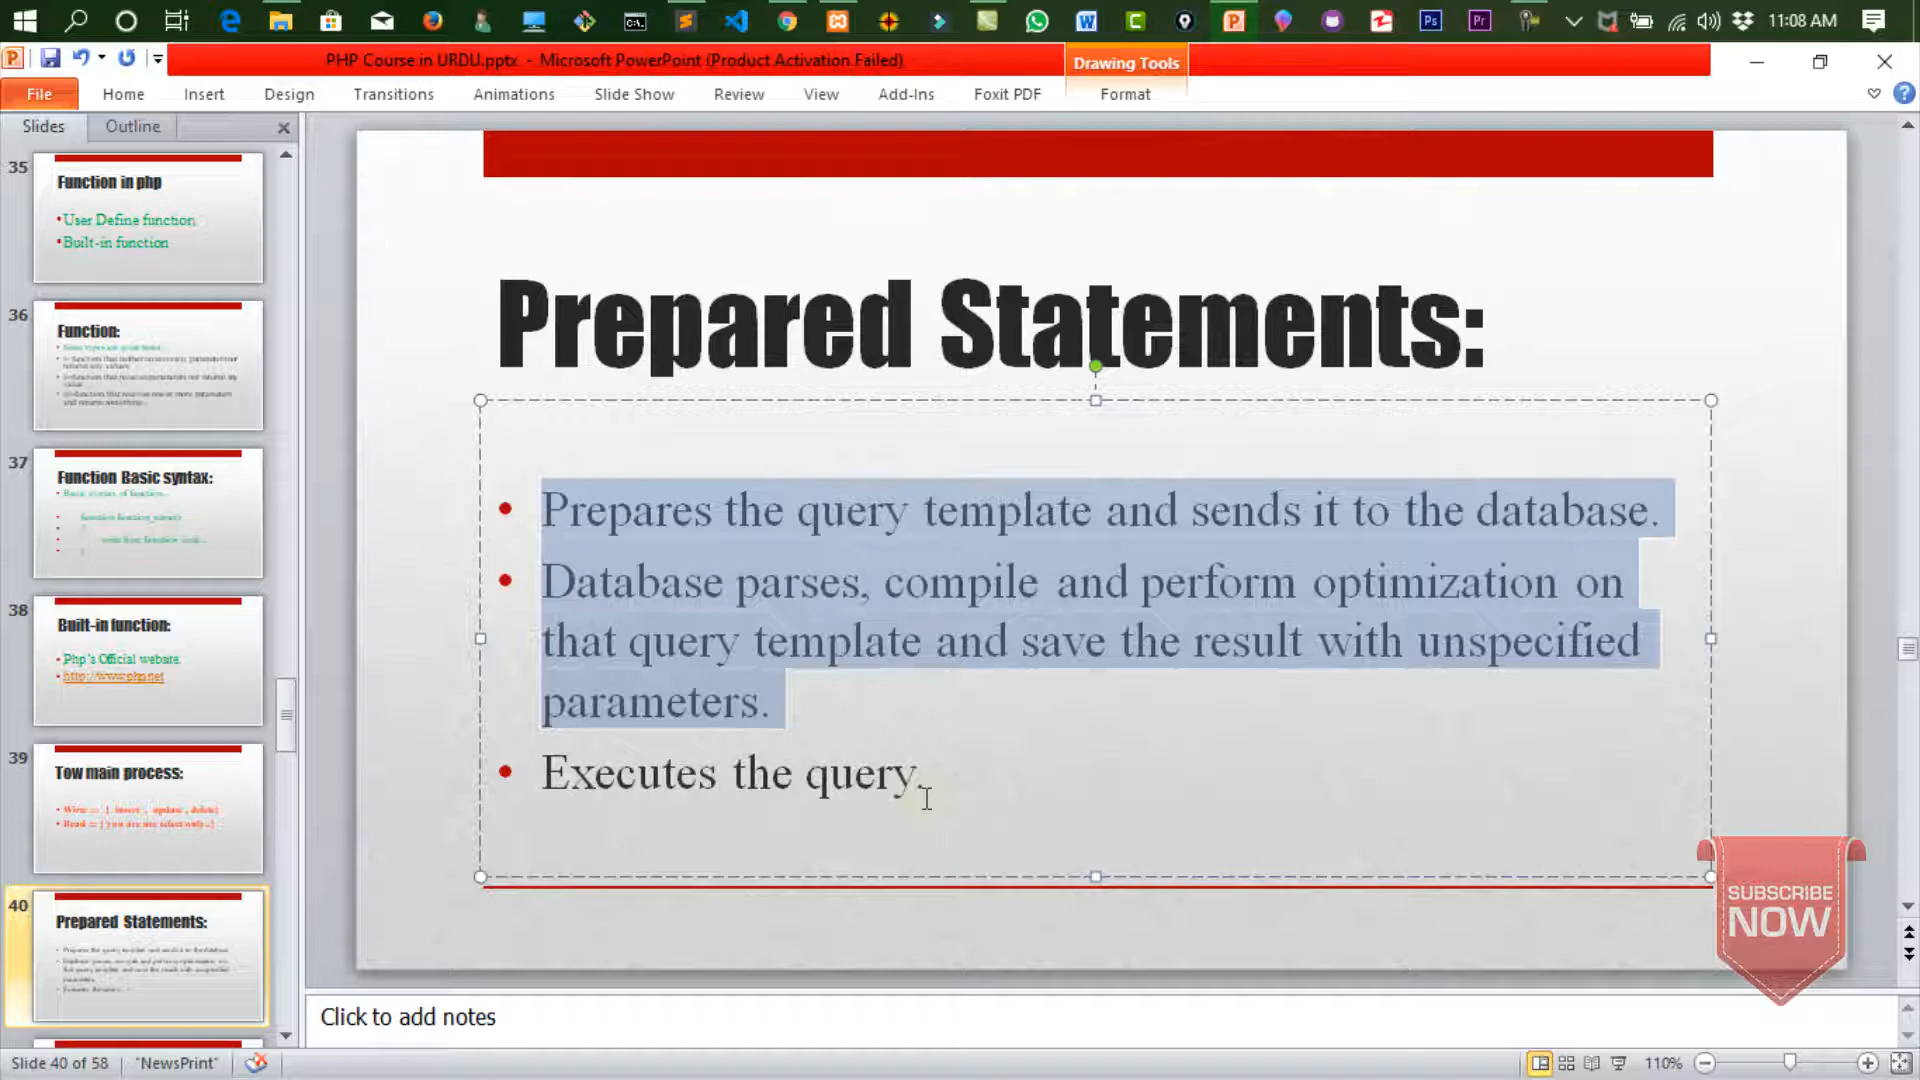 11:08 AM
PHP Course in URDU.pptx - Microsoft PowerPoint (Product Activation Failed)
Drawing Tools
File Home Insert Design Transitions Animations Slide Show Review View Add-Ins Foxit PDF Format
Slides Outline
35
Function in php
•User Define function
•Built-in function
36
Function:
37
Function Basic syntax:
38
Built-in function:
•Php's Official website
•http://www.php.net
39
Tow main process:
40
Prepared Statements:
Prepared Statements:
• Prepares the query template and sends it to the database.
• Database parses, compile and perform optimization on
that query template and save the result with unspecified
parameters.
• Executes the query.
SUBSCRIBE
NOW
Click to add notes
Slide 40 of 58 "NewsPrint" 110%